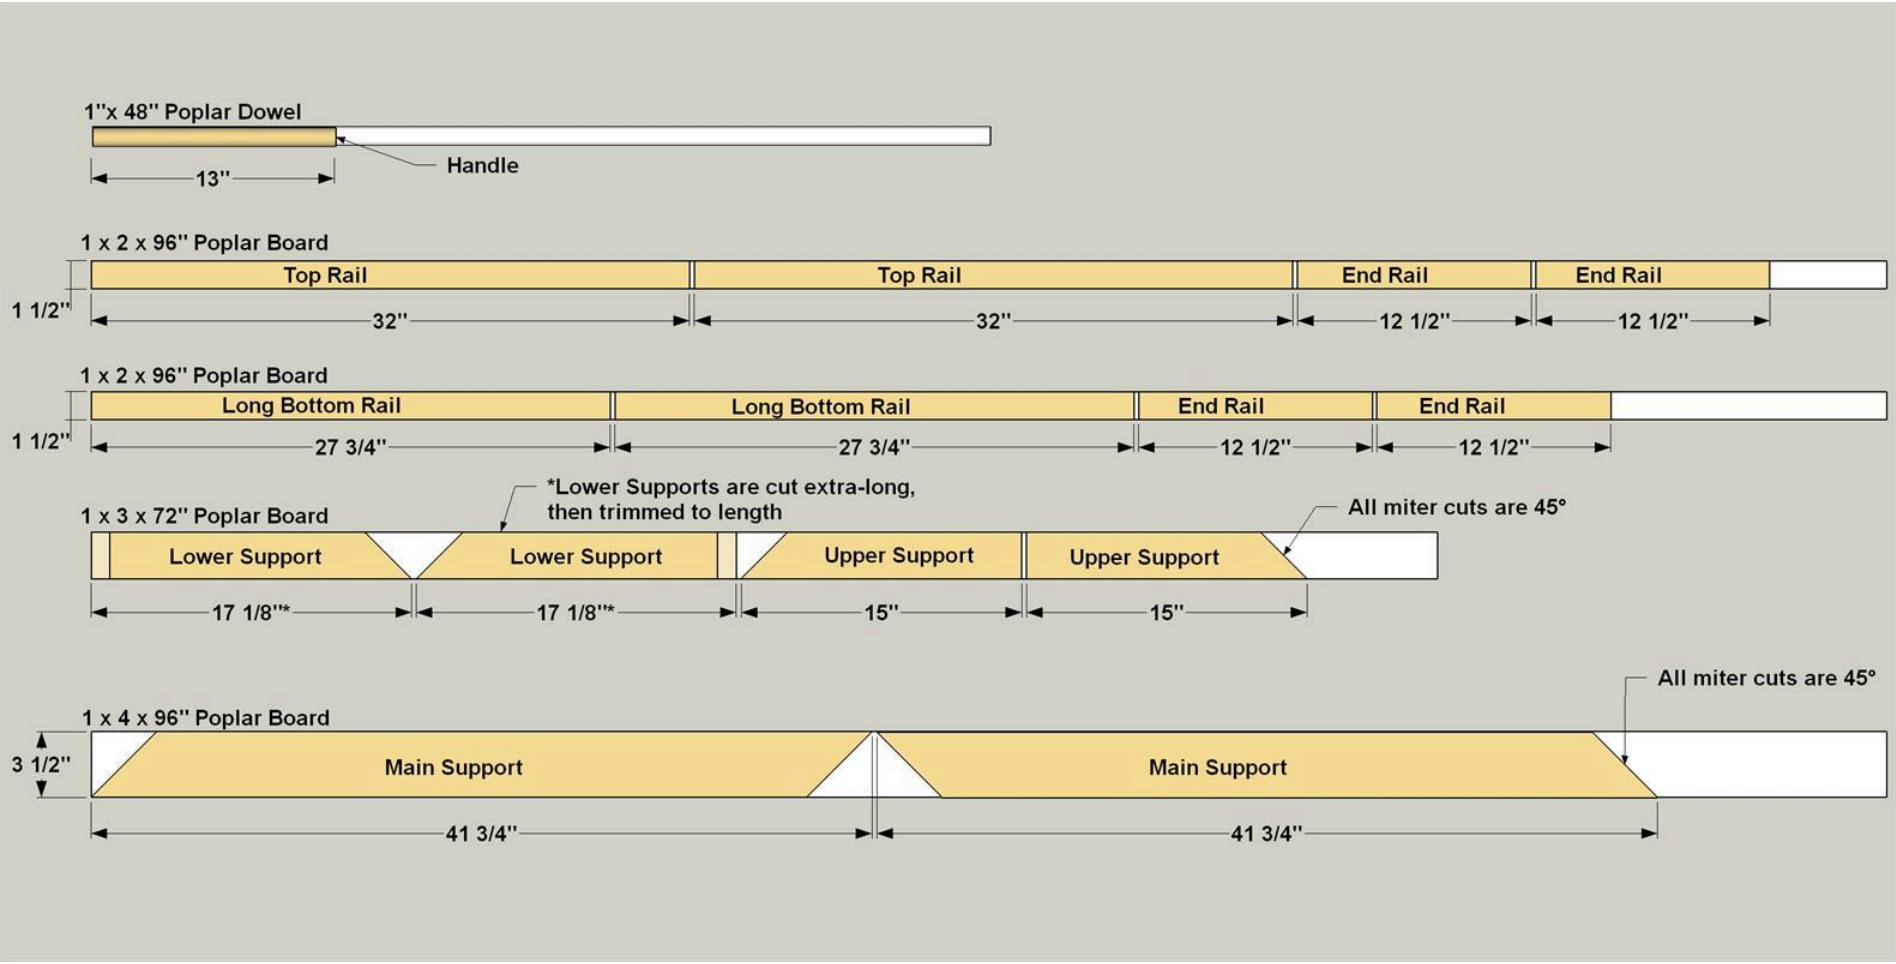 1''x 48'' Poplar Dowel
Handle
13''
1 x 2 x 96'' Poplar Board
Top Rail Top Rail End Rail End Rail
1 1/2''
32'' 32'' 12 1/2'' 12 1/2''
1 x 2 x 96'' Poplar Board
Long Bottom Rail Long Bottom Rail End Rail End Rail
1 1/2''
27 3/4'' 27 3/4'' 12 1/2'' 12 1/2''
*Lower Supports are cut extra-long,
then trimmed to length
All miter cuts are 45°
1 x 3 x 72'' Poplar Board
Lower Support Lower Support Upper Support Upper Support
17 1/8''* 17 1/8''* 15'' 15''
All miter cuts are 45°
1 x 4 x 96'' Poplar Board
3 1/2'' Main Support Main Support
41 3/4'' 41 3/4''